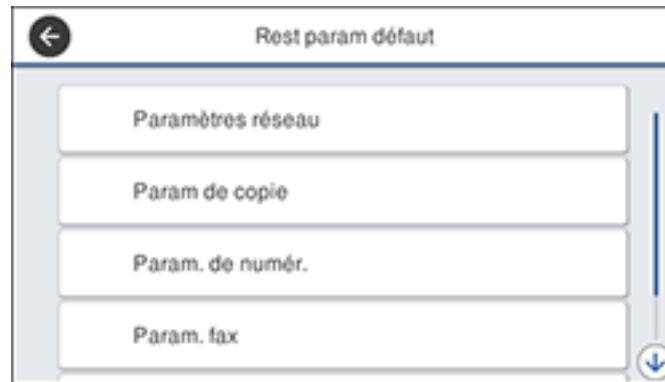 Rest param défaut
Paramètres réseau
Param de copie
Param. de numér.
Param. fax